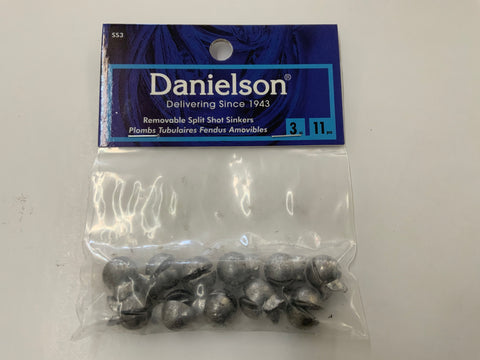 SS3
Danielson®
Delivering Since 1943
Removable Split Shot Sinkers
Plombs Tubulaires Fendus Amovibles
3 11